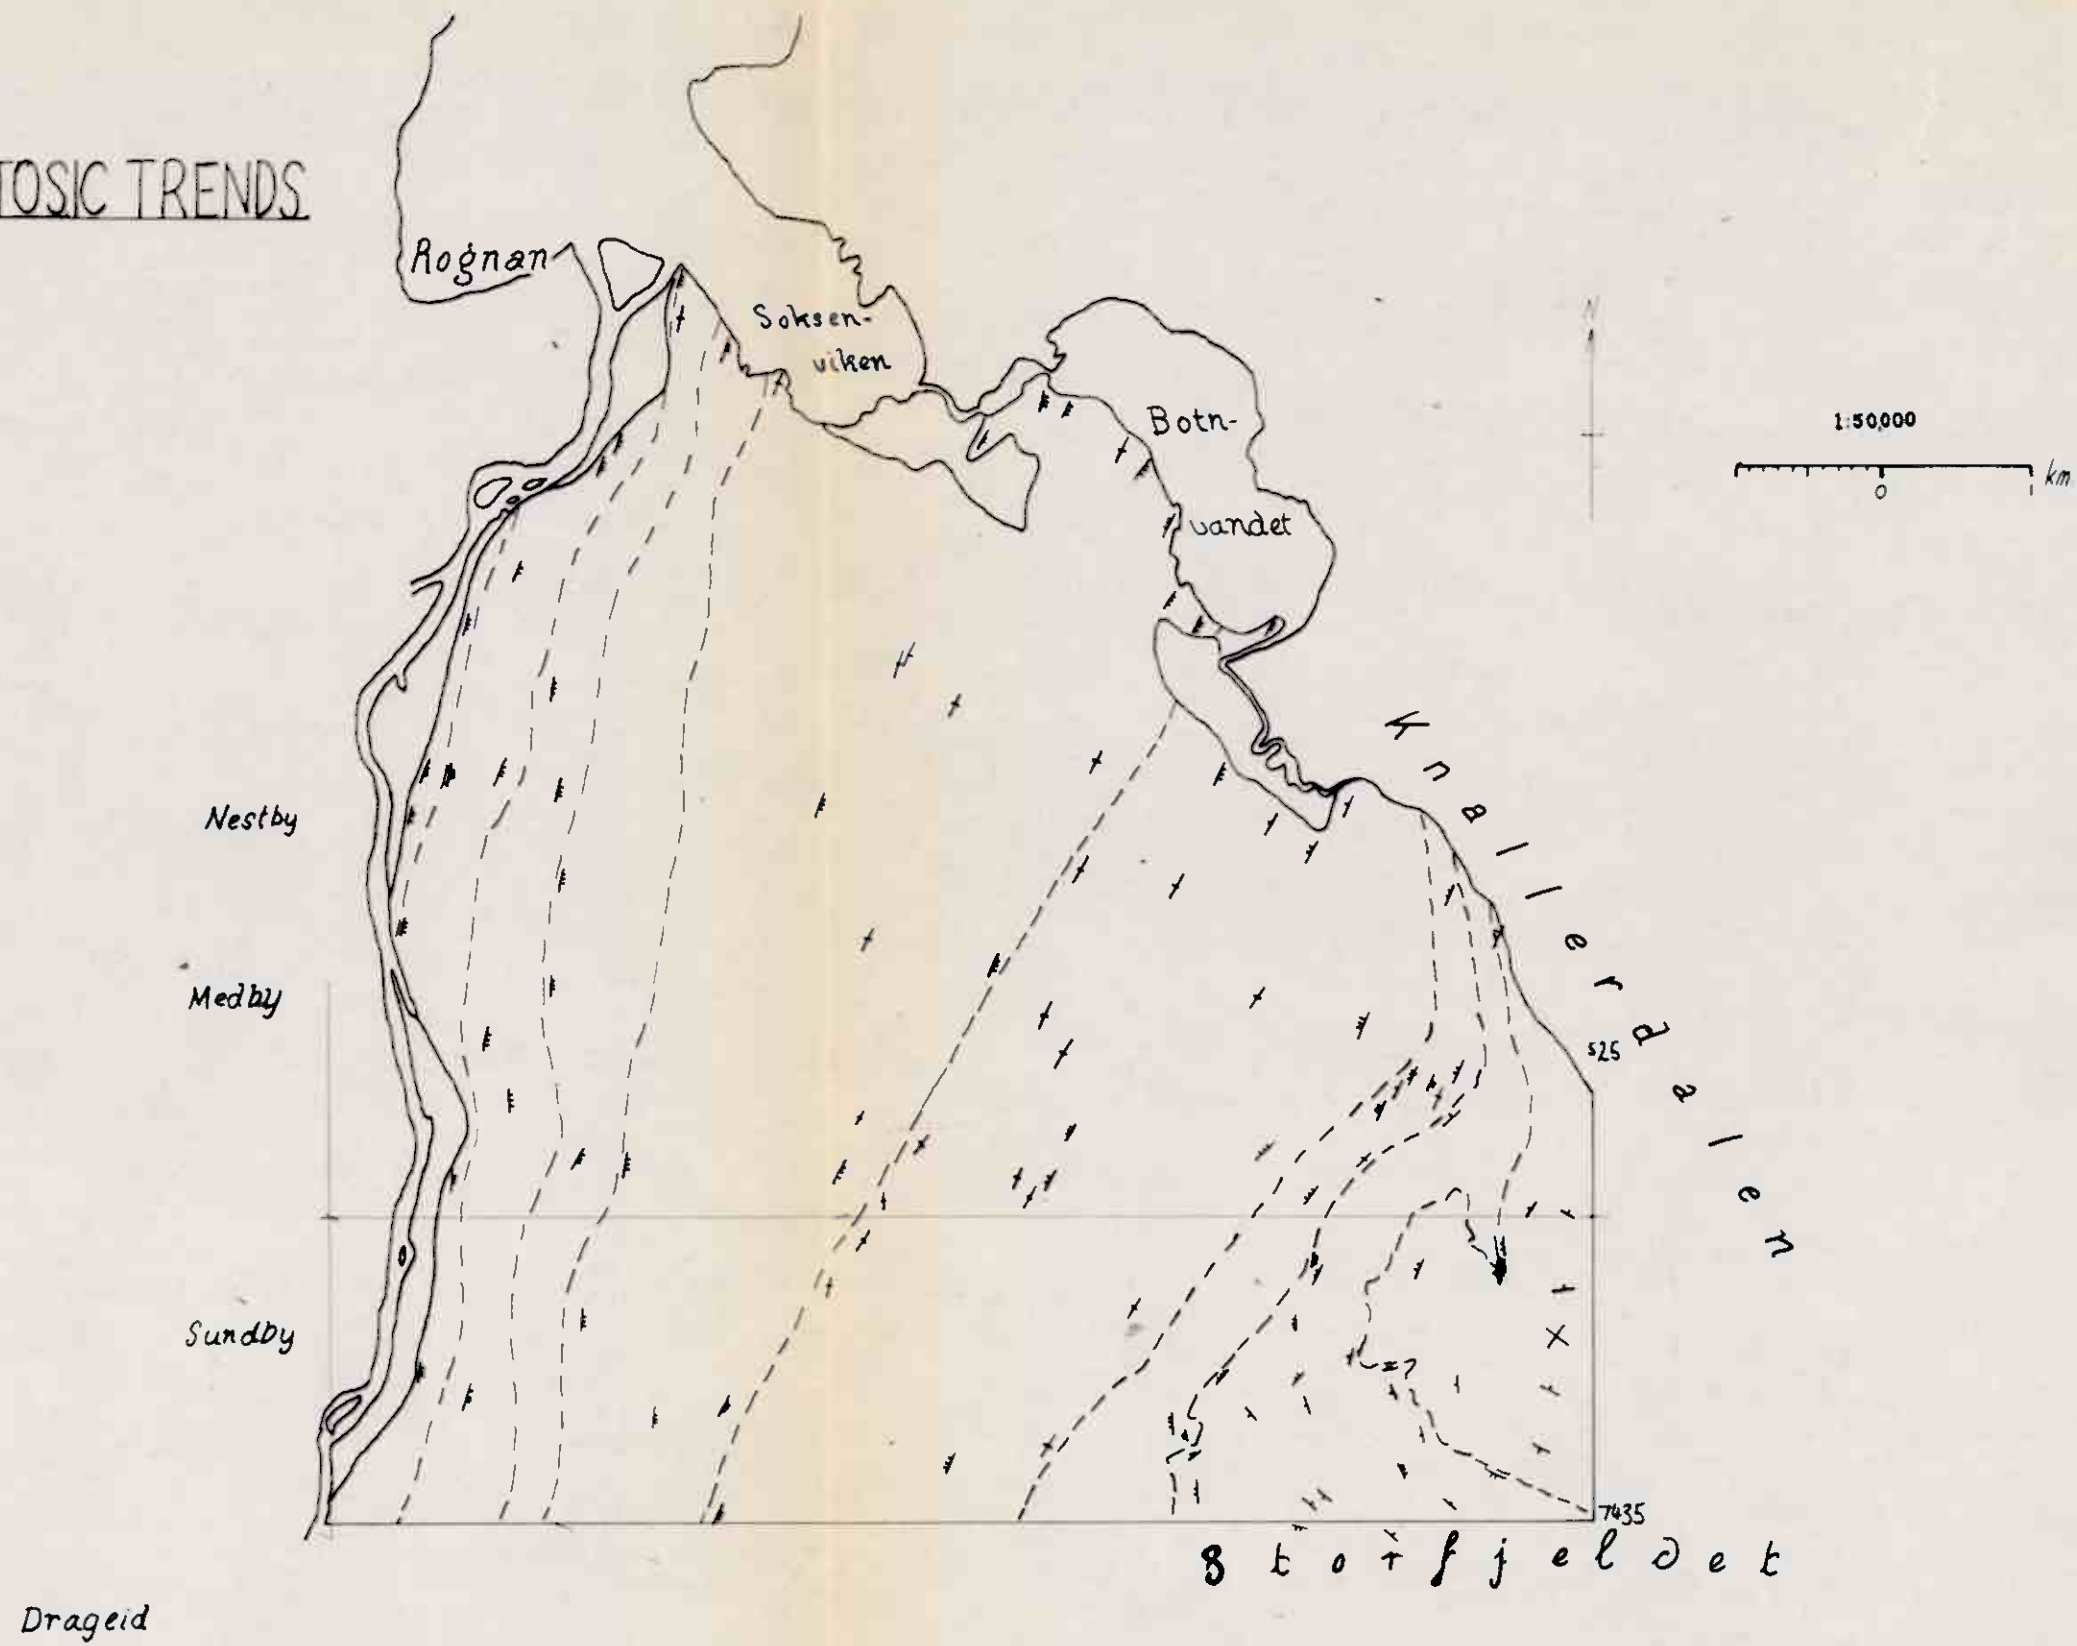 TOSIC TRENDS
Rognan
Soksen-
viken
N
Botn-
vandet
1:50,000
km
0
1
Knallerdalen
Nestby
Medby
525
Sundby
=?
7435
Storfjeldet
Drageid